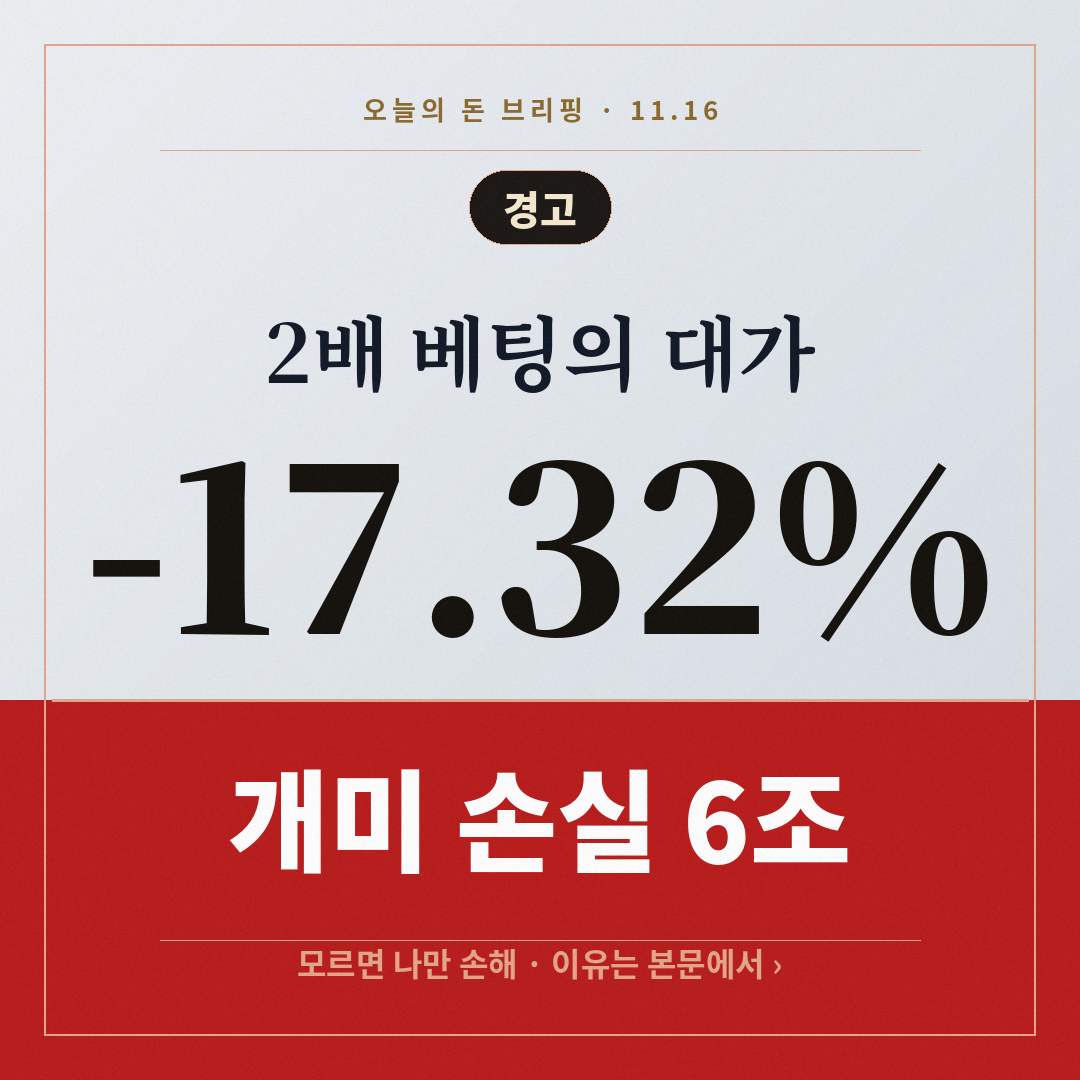 오늘의 돈 브리핑 · 11.16
경고
2배 베팅의 대가
-17.32%
개미 손실 6조
모르면 나만 손해 · 이유는 본문에서 ›